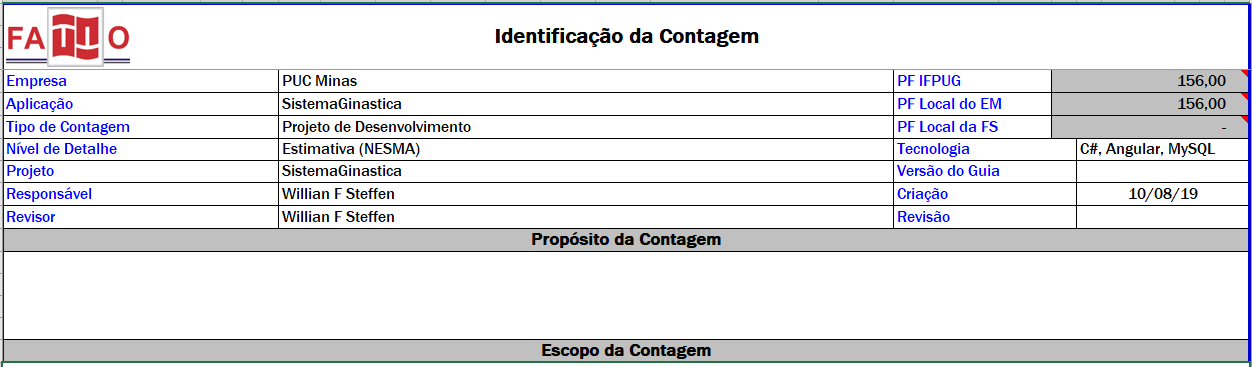 FATTO
Identificação da Contagem
Empresa PUC Minas PF IFPUG 156,00
Aplicação SistemaGinastica PF Local do EM 156,00
Tipo de Contagem Projeto de Desenvolvimento PF Local da FS -
Nível de Detalhe Estimativa (NESMA) Tecnologia C#, Angular, MySQL
Projeto SistemaGinastica Versão do Guia
Responsável Willian F Steffen Criação 10/08/19
Revisor Willian F Steffen Revisão
Propósito da Contagem
Escopo da Contagem